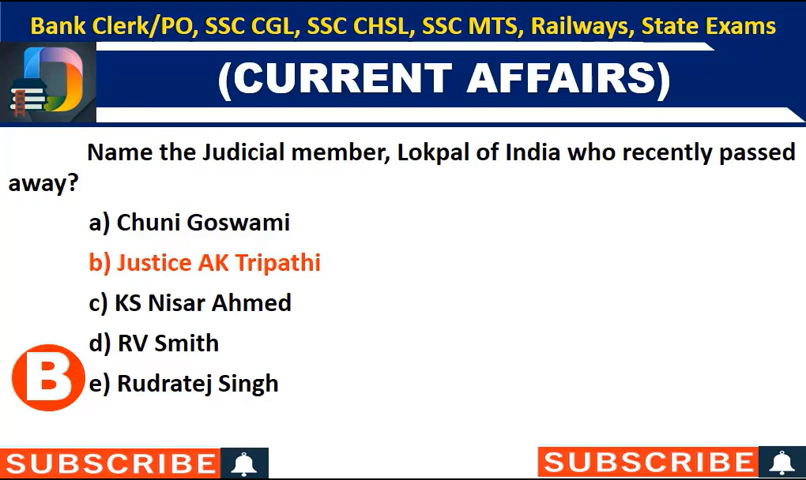 Bank Clerk/PO, SSC CGL, SSC CHSL, SSC MTS, Railways, State Exams
(CURRENT AFFAIRS)
Name the Judicial member, Lokpal of India who recently passed
away?
a) Chuni Goswami
b) Justice AK Tripathi
c) KS Nisar Ahmed
d) RV Smith
B
e) Rudratej Singh
SUBSCRIBE
SUBSCRIBE